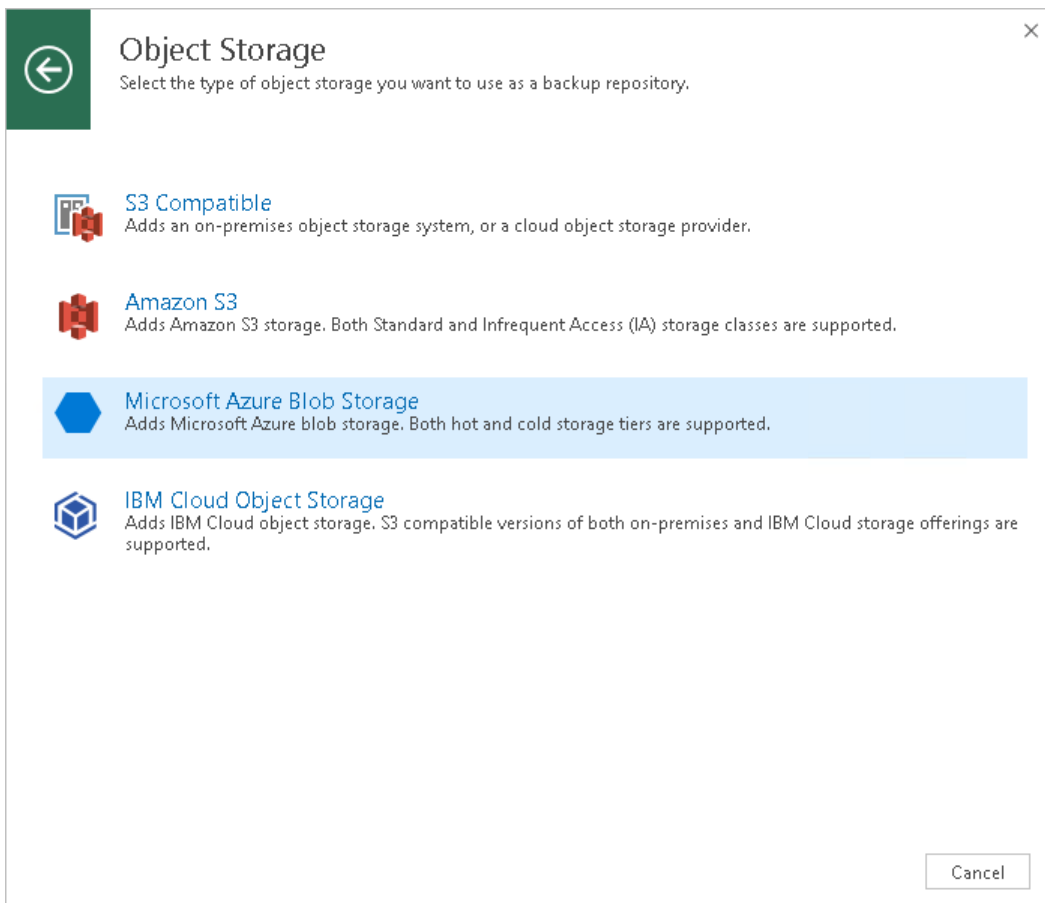 Object Storage
Select the type of object storage you want to use as a backup repository.
S3 Compatible
Adds an on-premises object storage system, or a cloud object storage provider.
Amazon S3
Adds Amazon S3 storage. Both Standard and Infrequent Access (IA) storage classes are supported.
Microsoft Azure Blob Storage
Adds Microsoft Azure blob storage. Both hot and cold storage tiers are supported.
IBM Cloud Object Storage
Adds IBM Cloud object storage. S3 compatible versions of both on-premises and IBM Cloud storage offerings are
supported.
Cancel